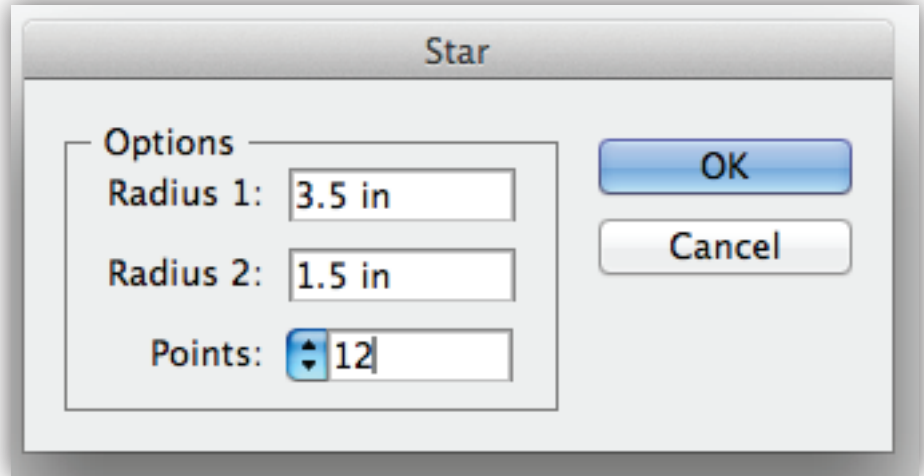 Star
Options
Radius 1: 3.5 in
Radius 2: 1.5 in
Points: 12
OK
Cancel